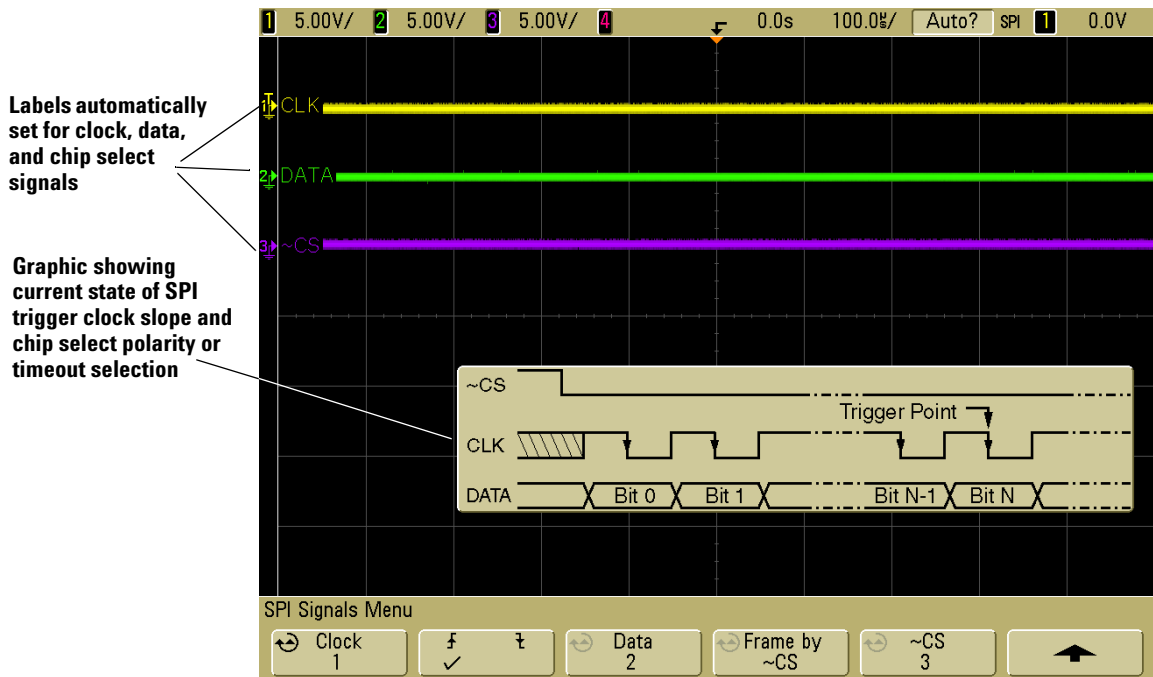 1 5.00V/ 2 5.00V/ 3 5.00V/ 4 0.0s 100.0µs/ Auto? SPI 1 0.0V
Labels automatically
set for clock, data,
and chip select
signals
1 CLK
2 DATA
3 ~CS
Graphic showing
current state of SPI
trigger clock slope and
chip select polarity or
timeout selection
~CS
Trigger Point
CLK
DATA Bit 0 Bit 1 Bit N-1 Bit N
SPI Signals Menu
Clock Data Frame by ~CS
1 ✓ 2 ~CS 3